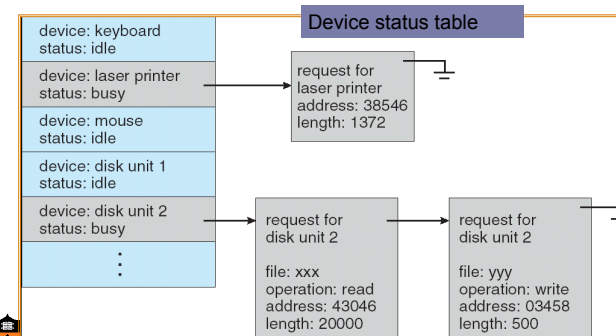 Device status table
device: keyboard
status: idle
device: laser printer
status: busy
device: mouse
status: idle
device: disk unit 1
status: idle
device: disk unit 2
status: busy
⋮
request for
laser printer
address: 38546
length: 1372
request for
disk unit 2
file: xxx
operation: read
address: 43046
length: 20000
request for
disk unit 2
file: yyy
operation: write
address: 03458
length: 500